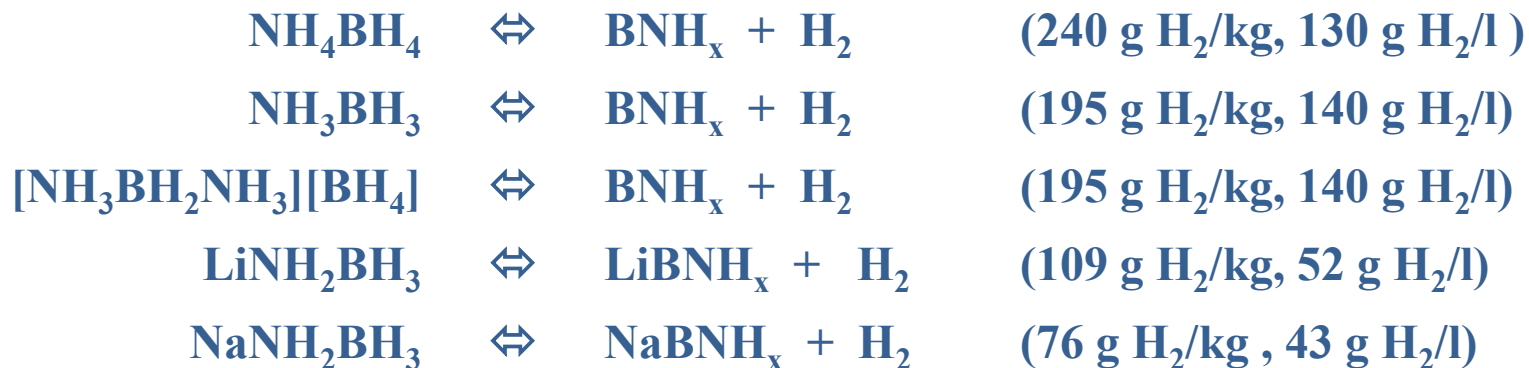 NH₄BH₄ ⇔ BNHₓ + H₂ (240 g H₂/kg, 130 g H₂/l )
NH₃BH₃ ⇔ BNHₓ + H₂ (195 g H₂/kg, 140 g H₂/l)
[NH₃BH₂NH₃][BH₄] ⇔ BNHₓ + H₂ (195 g H₂/kg, 140 g H₂/l)
LiNH₂BH₃ ⇔ LiBNHₓ + H₂ (109 g H₂/kg, 52 g H₂/l)
NaNH₂BH₃ ⇔ NaBNHₓ + H₂ (76 g H₂/kg , 43 g H₂/l)